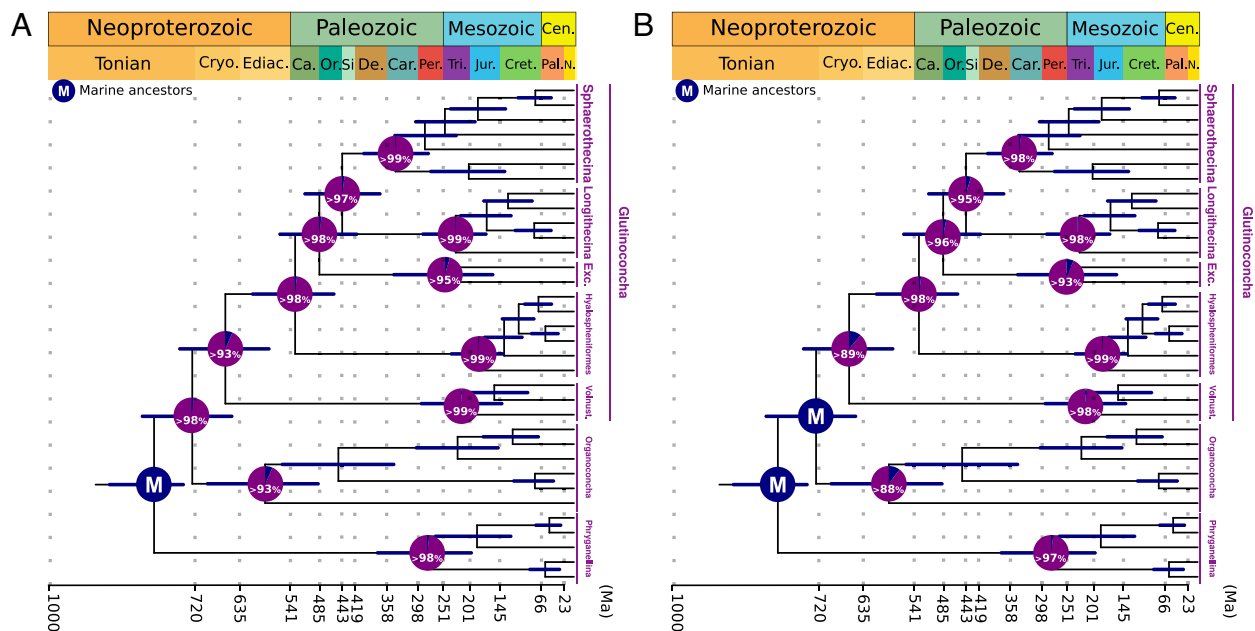 A
Neoproterozoic Paleozoic Mesozoic Cen.
Tonian Cryo. Ediac. Ca. Or. Si De. Car. Per. Tri. Jur. Cret. Pal. N.
M Marine ancestors
Sphaerothecina
Longithecina
Exc.
Hyalospheniformes
Volnust.
Organoconcha
Phryganellina
Glutinoconcha
>99%
>97%
>98%
>99%
>95%
>98%
>93%
>99%
>99%
>98%
M
>93%
>98%
1000 720 635 541 485 443 419 358 298 251 201 145 66 23 (Ma)
B
Neoproterozoic Paleozoic Mesozoic Cen.
Tonian Cryo. Ediac. Ca. Or. Si De. Car. Per. Tri. Jur. Cret. Pal. N.
M Marine ancestors
Sphaerothecina
Longithecina
Exc.
Hyalospheniformes
Volnust.
Organoconcha
Phryganellina
Glutinoconcha
>98%
>95%
>96%
>98%
>93%
>98%
>89%
>99%
>98%
M
M
>88%
>97%
1000 720 635 541 485 443 419 358 298 251 201 145 66 23 (Ma)